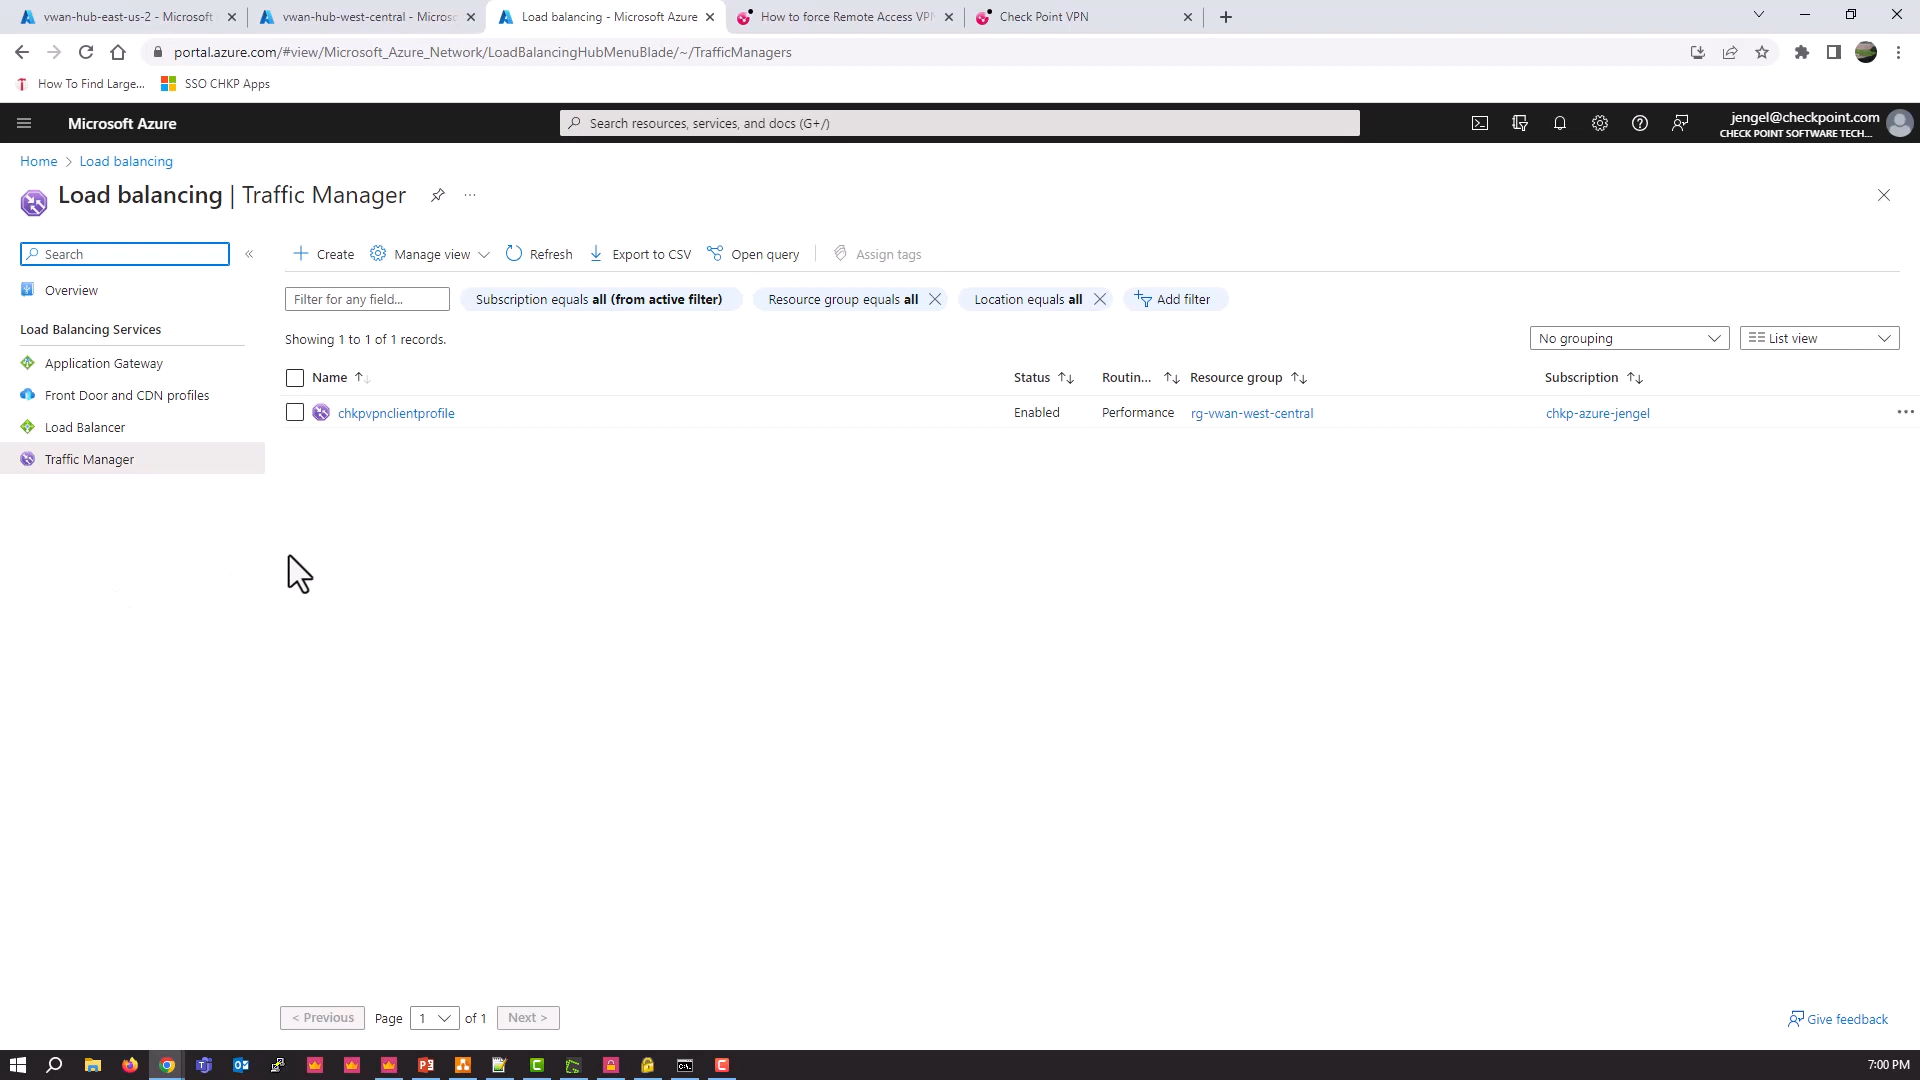 vwan-hub-east-us-2 - Microsoft
vwan-hub-west-central - Micros
Load balancing - Microsoft Azure
How to force Remote Access VPN
Check Point VPN
portal.azure.com/#view/Microsoft_Azure_Network/LoadBalancingHubMenuBlade/~/TrafficManagers
How To Find Large...
SSO CHKP Apps
Microsoft Azure
Search resources, services, and docs (G+/)
jengel@checkpoint.com
CHECK POINT SOFTWARE TECH...
Home > Load balancing
Load balancing | Traffic Manager
Search
Create
Manage view
Refresh
Export to CSV
Open query
Assign tags
Overview
Filter for any field...
Subscription equals all (from active filter)
Resource group equals all
Location equals all
Add filter
Load Balancing Services
Showing 1 to 1 of 1 records.
No grouping
List view
Application Gateway
Name
Status
Routin...
Resource group
Subscription
Front Door and CDN profiles
chkpvpnclientprofile
Enabled
Performance
rg-vwan-west-central
chkp-azure-jengel
Load Balancer
Traffic Manager
< Previous
Page
1
of 1
Next >
Give feedback
7:00 PM